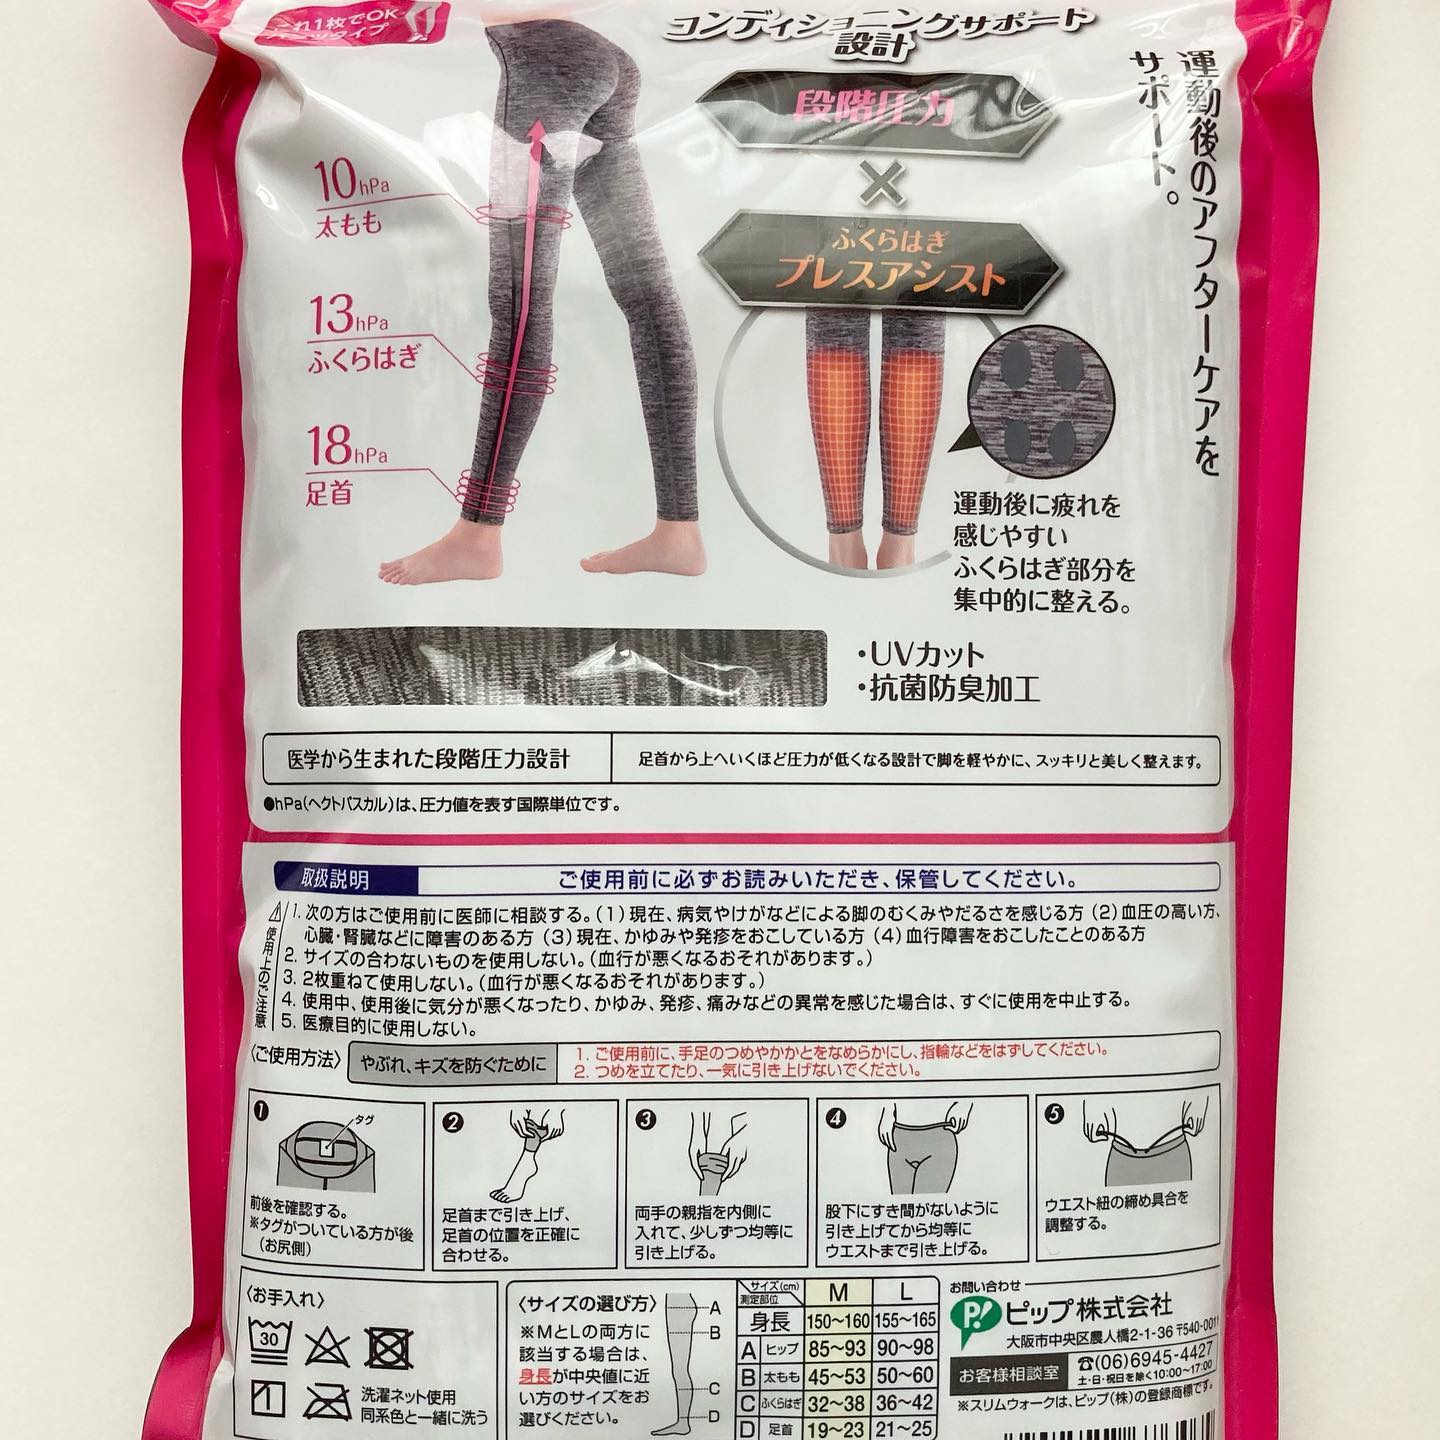 れ1枚でOK
コンディショニングサポート
設計
段階圧力
×
ふくらはぎ
プレスアシスト
運動後のアフターケアを
サポート。
10hPa
太もも
13hPa
ふくらはぎ
18hPa
足首
運動後に疲れを
感じやすい
ふくらはぎ部分を
集中的に整える。
・UVカット
・抗菌防臭加工
医学から生まれた段階圧力設計
足首から上へいくほど圧力が低くなる設計で脚を軽やかに、スッキリと美しく整えます。
●hPa(ヘクトパスカル)は、圧力値を表す国際単位です。
取扱説明
ご使用前に必ずお読みいただき、保管してください。
使用上のご注意
1. 次の方はご使用前に医師に相談する。(1)現在、病気やけがなどによる脚のむくみやだるさを感じる方 (2)血圧の高い方、
心臓・腎臓などに障害のある方 (3)現在、かゆみや発疹をおこしている方 (4)血行障害をおこしたことのある方
2. サイズの合わないものを使用しない。(血行が悪くなるおそれがあります。)
3. 2枚重ねて使用しない。(血行が悪くなるおそれがあります。)
4. 使用中、使用後に気分が悪くなったり、かゆみ、発疹、痛みなどの異常を感じた場合は、すぐに使用を中止する。
5. 医療目的に使用しない。
〈ご使用方法〉
やぶれ、キズを防ぐために
1. ご使用前に、手足のつめやかかとをなめらかにし、指輪などをはずしてください。
2. つめを立てたり、一気に引き上げないでください。
1
タグ
前後を確認する。
※タグがついている方が後
(お尻側)
2
足首まで引き上げ、
足首の位置を正確に
合わせる。
3
両手の親指を内側に
入れて、少しずつ均等に
引き上げる。
4
股下にすき間がないように
引き上げてから均等に
ウエストまで引き上げる。
5
ウエスト紐の締め具合を
調整する。
〈お手入れ〉
30
洗濯ネット使用
同系色と一緒に洗う
〈サイズの選び方〉
※MとLの両方に
該当する場合は、
身長が中央値に近
い方のサイズをお
選びください。
A
B
C
D
サイズ(cm) 測定部位 M L
身長 150～160 155～165
A ヒップ 85～93 90～98
B 太もも 45～53 50～60
C ふくらはぎ 32～38 36～42
D 足首 19～23 21～25
お問い合わせ
P! ピップ株式会社
大阪市中央区農人橋2-1-36 〒540-0011
お客様相談室
☎(06)6945-4427
土・日・祝日を除く10:00～17:00
※スリムウォークは、ピップ(株)の登録商標です。